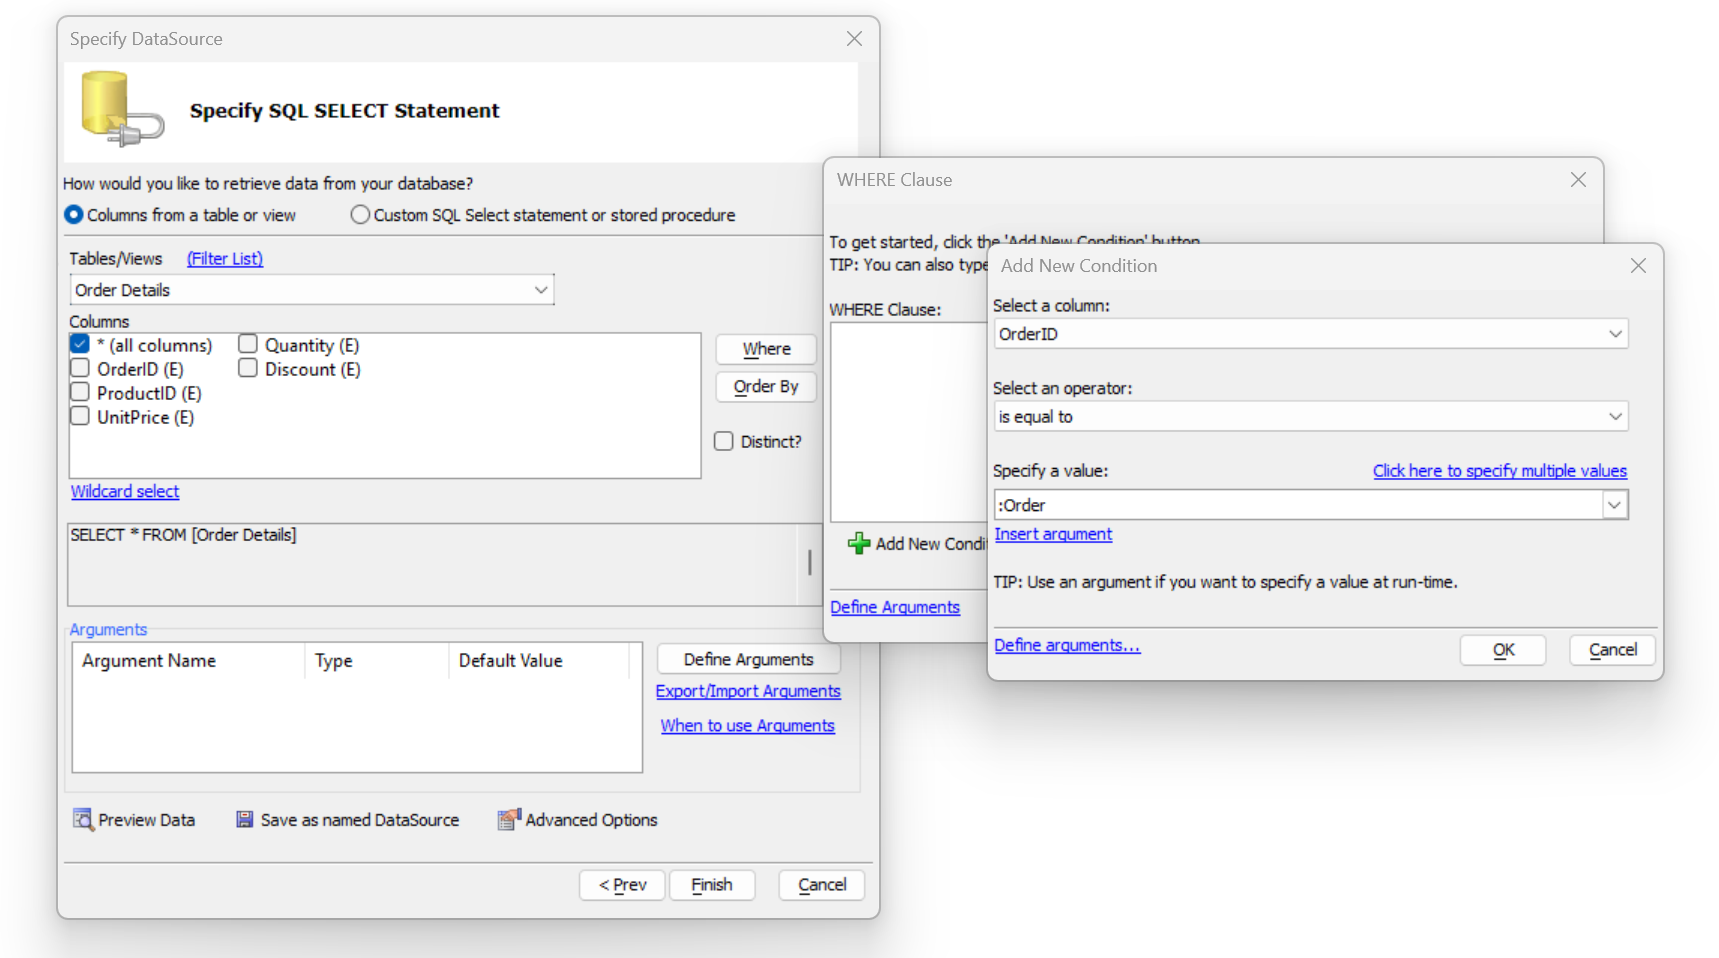 Specify DataSource
Specify SQL SELECT Statement
How would you like to retrieve data from your database?
Columns from a table or view
Custom SQL Select statement or stored procedure
Tables/Views (Filter List)
Order Details
Columns
* (all columns)
Quantity (E)
OrderID (E)
Discount (E)
ProductID (E)
UnitPrice (E)
Where
Order By
Distinct?
Wildcard select
SELECT * FROM [Order Details]
Arguments
Argument Name Type Default Value
Define Arguments
Export/Import Arguments
When to use Arguments
Preview Data
Save as named DataSource
Advanced Options
< Prev
Finish
Cancel
WHERE Clause
To get started, click the 'Add New Condition' button
TIP: You can also type
WHERE Clause:
Add New Condi
Define Arguments
Add New Condition
Select a column:
OrderID
Select an operator:
is equal to
Specify a value:
Click here to specify multiple values
:Order
Insert argument
TIP: Use an argument if you want to specify a value at run-time.
Define arguments...
OK
Cancel